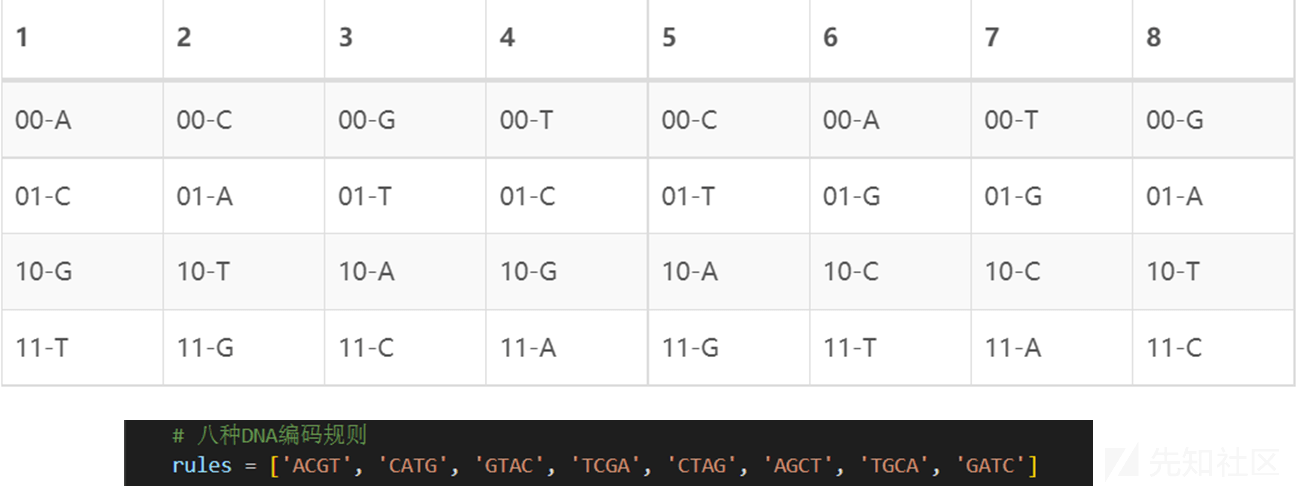 1 2 3 4 5 6 7 8
00-A 00-C 00-G 00-T 00-C 00-A 00-T 00-G
01-C 01-A 01-T 01-C 01-T 01-G 01-G 01-A
10-G 10-T 10-A 10-G 10-A 10-C 10-C 10-T
11-T 11-G 11-C 11-A 11-G 11-T 11-A 11-C
# 八种DNA编码规则
rules = ['ACGT', 'CATG', 'GTAC', 'TCGA', 'CTAG', 'AGCT', 'TGCA', 'GATC']
先知社区